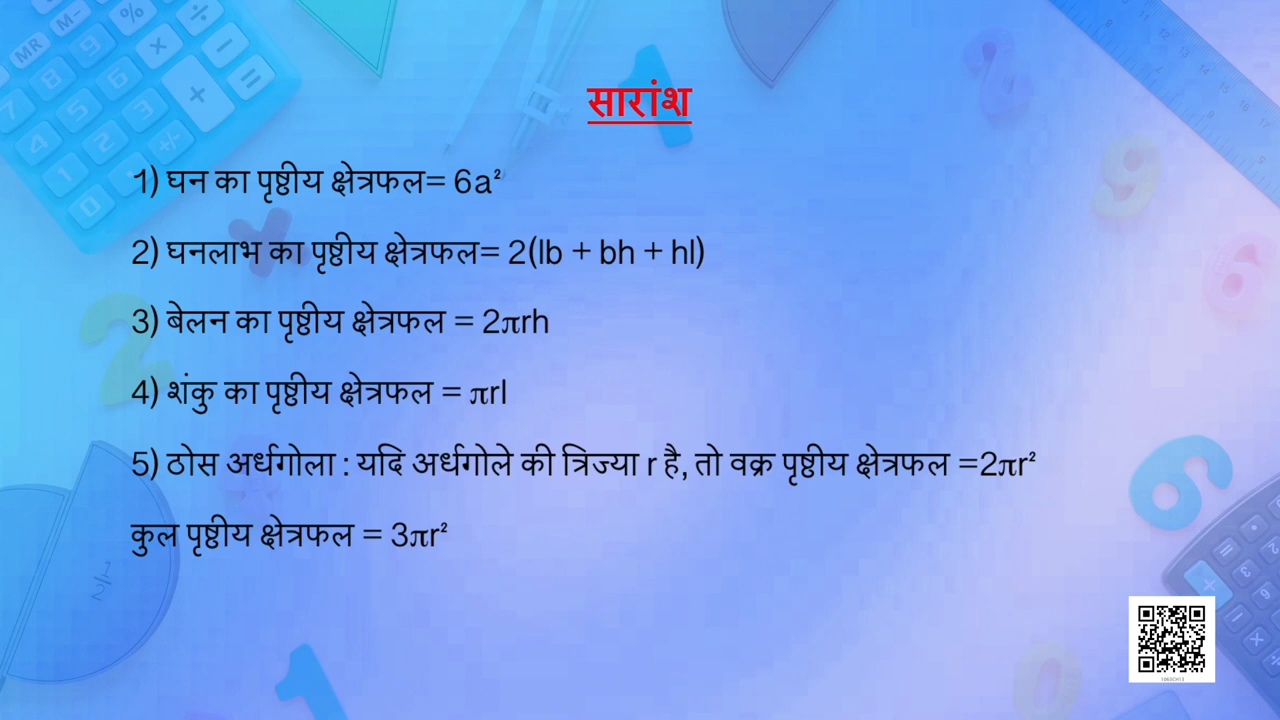 सारांश
1) घन का पृष्ठीय क्षेत्रफल= 6a²
2) घनलाभ का पृष्ठीय क्षेत्रफल= 2(lb + bh + hl)
3) बेलन का पृष्ठीय क्षेत्रफल = 2πrh
4) शंकु का पृष्ठीय क्षेत्रफल = πrl
5) ठोस अर्धगोला : यदि अर्धगोले की त्रिज्या r है, तो वक्र पृष्ठीय क्षेत्रफल =2πr²
कुल पृष्ठीय क्षेत्रफल = 3πr²